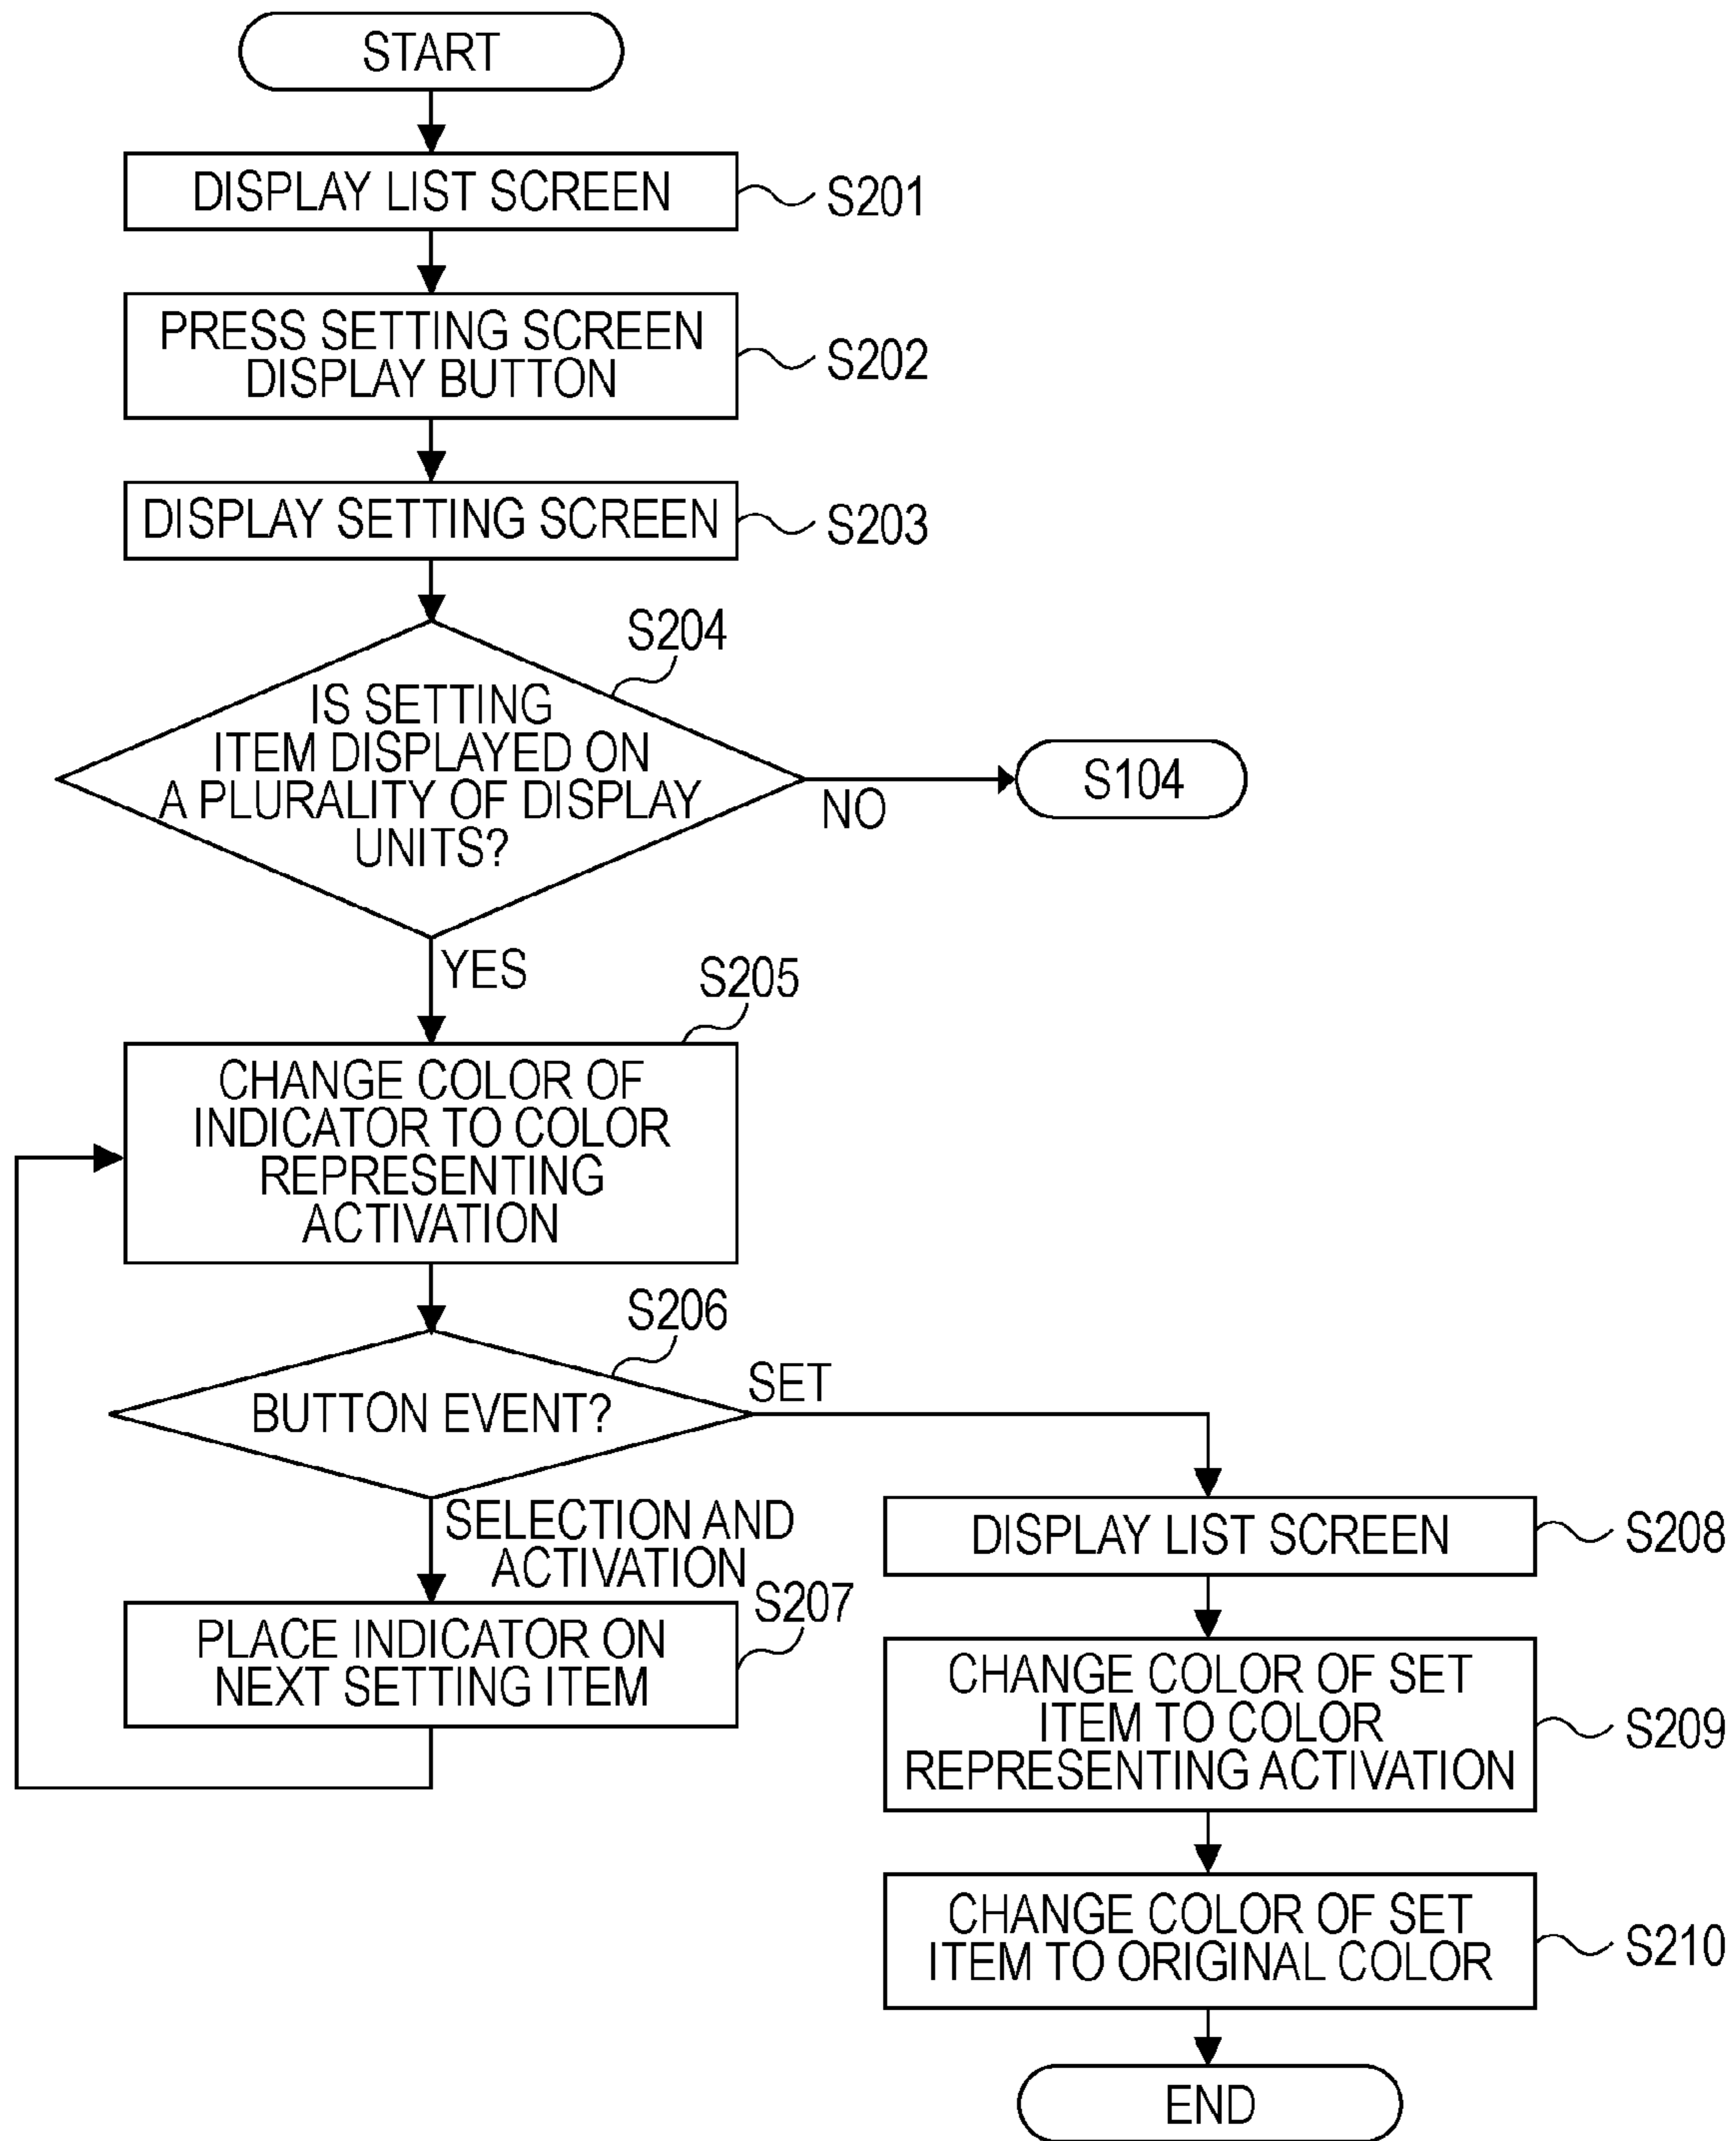 START
DISPLAY LIST SCREEN
S201
PRESS SETTING SCREEN
DISPLAY BUTTON
S202
DISPLAY SETTING SCREEN
S203
S204
IS SETTING
ITEM DISPLAYED ON
A PLURALITY OF DISPLAY
UNITS?
NO
S104
YES
S205
CHANGE COLOR OF
INDICATOR TO COLOR
REPRESENTING
ACTIVATION
S206
BUTTON EVENT?
SET
SELECTION AND
ACTIVATION
S207
PLACE INDICATOR ON
NEXT SETTING ITEM
DISPLAY LIST SCREEN
S208
CHANGE COLOR OF SET
ITEM TO COLOR
REPRESENTING ACTIVATION
S209
CHANGE COLOR OF SET
ITEM TO ORIGINAL COLOR
S210
END